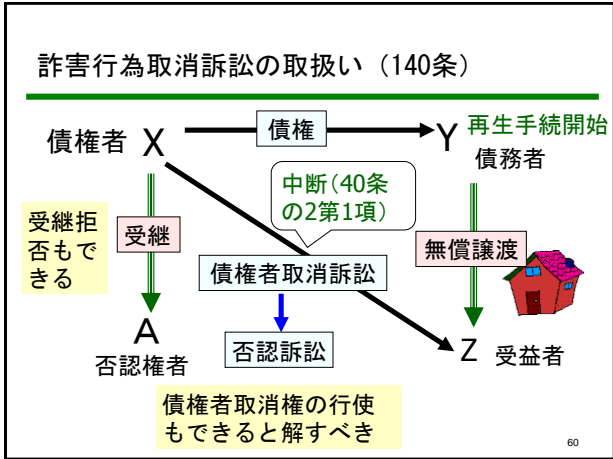 詐害行為取消訴訟の取扱い（140条）
債権者 X
債権
Y 再生手続開始
債務者
中断（40条
の2第1項）
受継拒
否もで
きる
受継
無償譲渡
債権者取消訴訟
A
否認権者
否認訴訟
Z 受益者
債権者取消権の行使
もできると解すべき
60